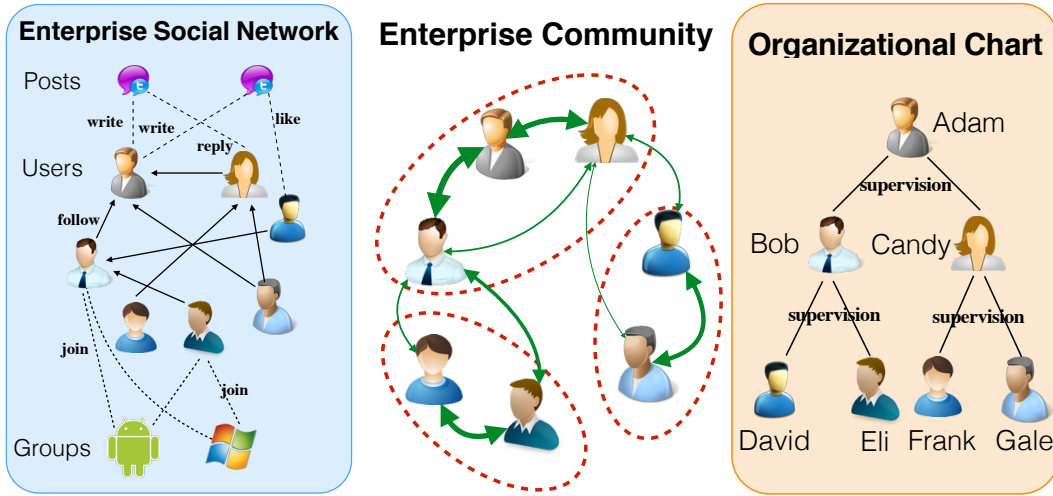 Enterprise Social Network
Posts
write
write
like
reply
Users
follow
join
join
Groups
Enterprise Community
Organizational Chart
Adam
supervision
Bob
Candy
supervision
supervision
David
Eli
Frank
Gale